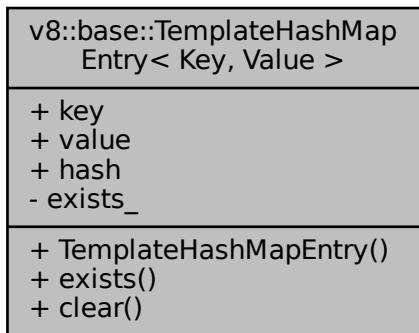 v8::base::TemplateHashMap
Entry< Key, Value >
+ key
+ value
+ hash
- exists_
+ TemplateHashMapEntry()
+ exists()
+ clear()